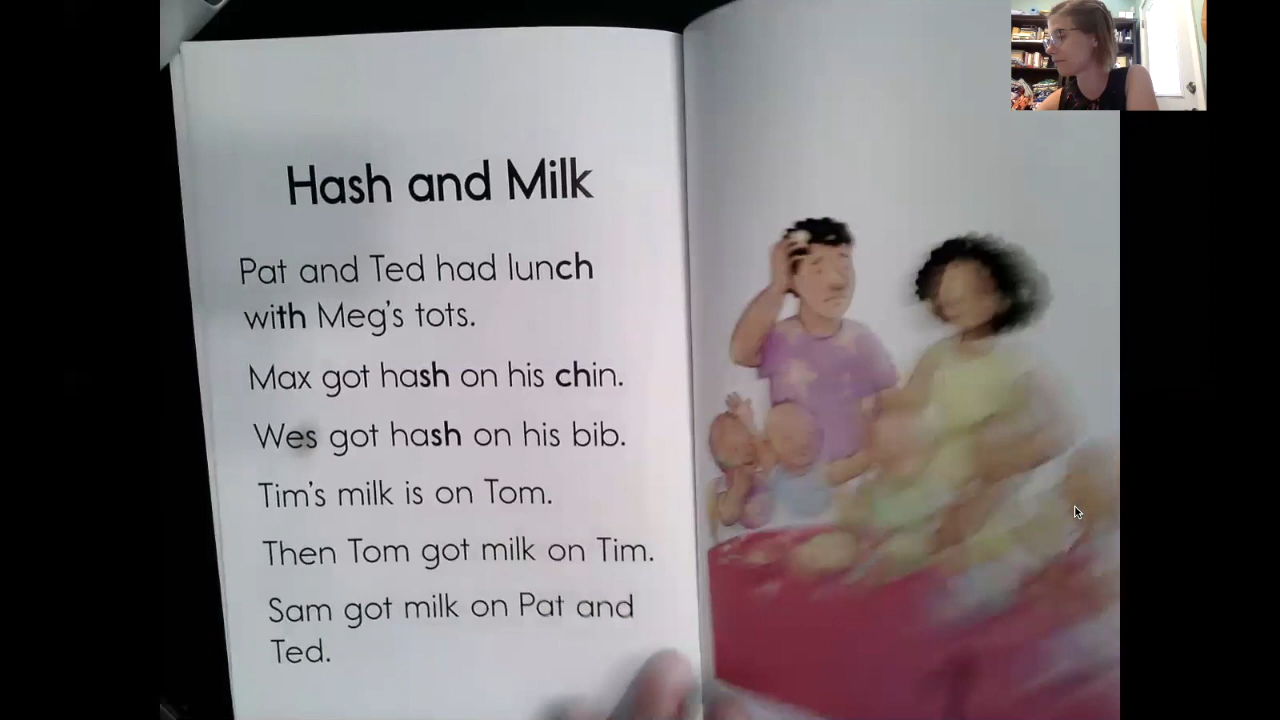 Hash and Milk
Pat and Ted had lunch
with Meg's tots.
Max got hash on his chin.
Wes got hash on his bib.
Tim's milk is on Tom.
Then Tom got milk on Tim.
Sam got milk on Pat and
Ted.